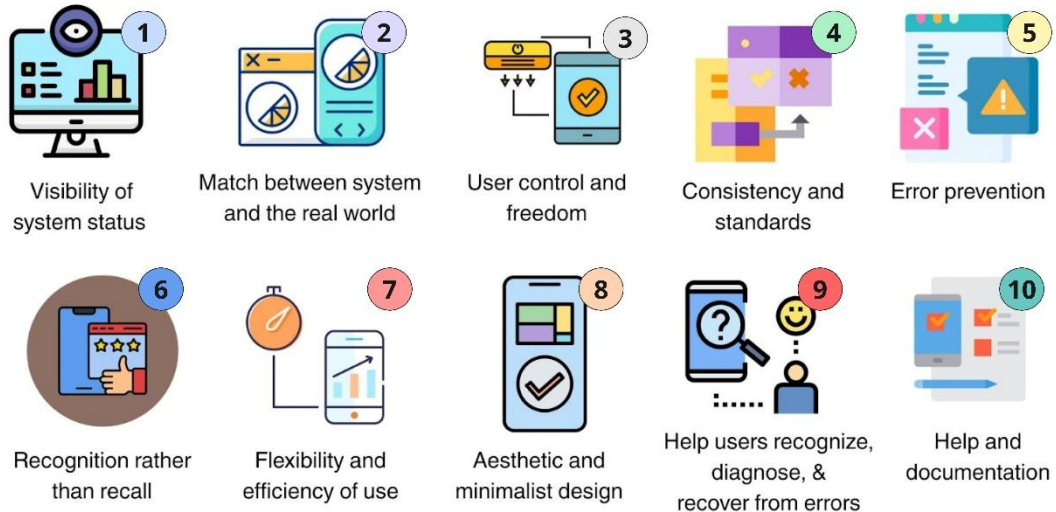 1
Visibility of
system status
2
Match between system
and the real world
3
User control and
freedom
4
Consistency and
standards
5
Error prevention
6
Recognition rather
than recall
7
Flexibility and
efficiency of use
8
Aesthetic and
minimalist design
9
Help users recognize,
diagnose, &
recover from errors
10
Help and
documentation